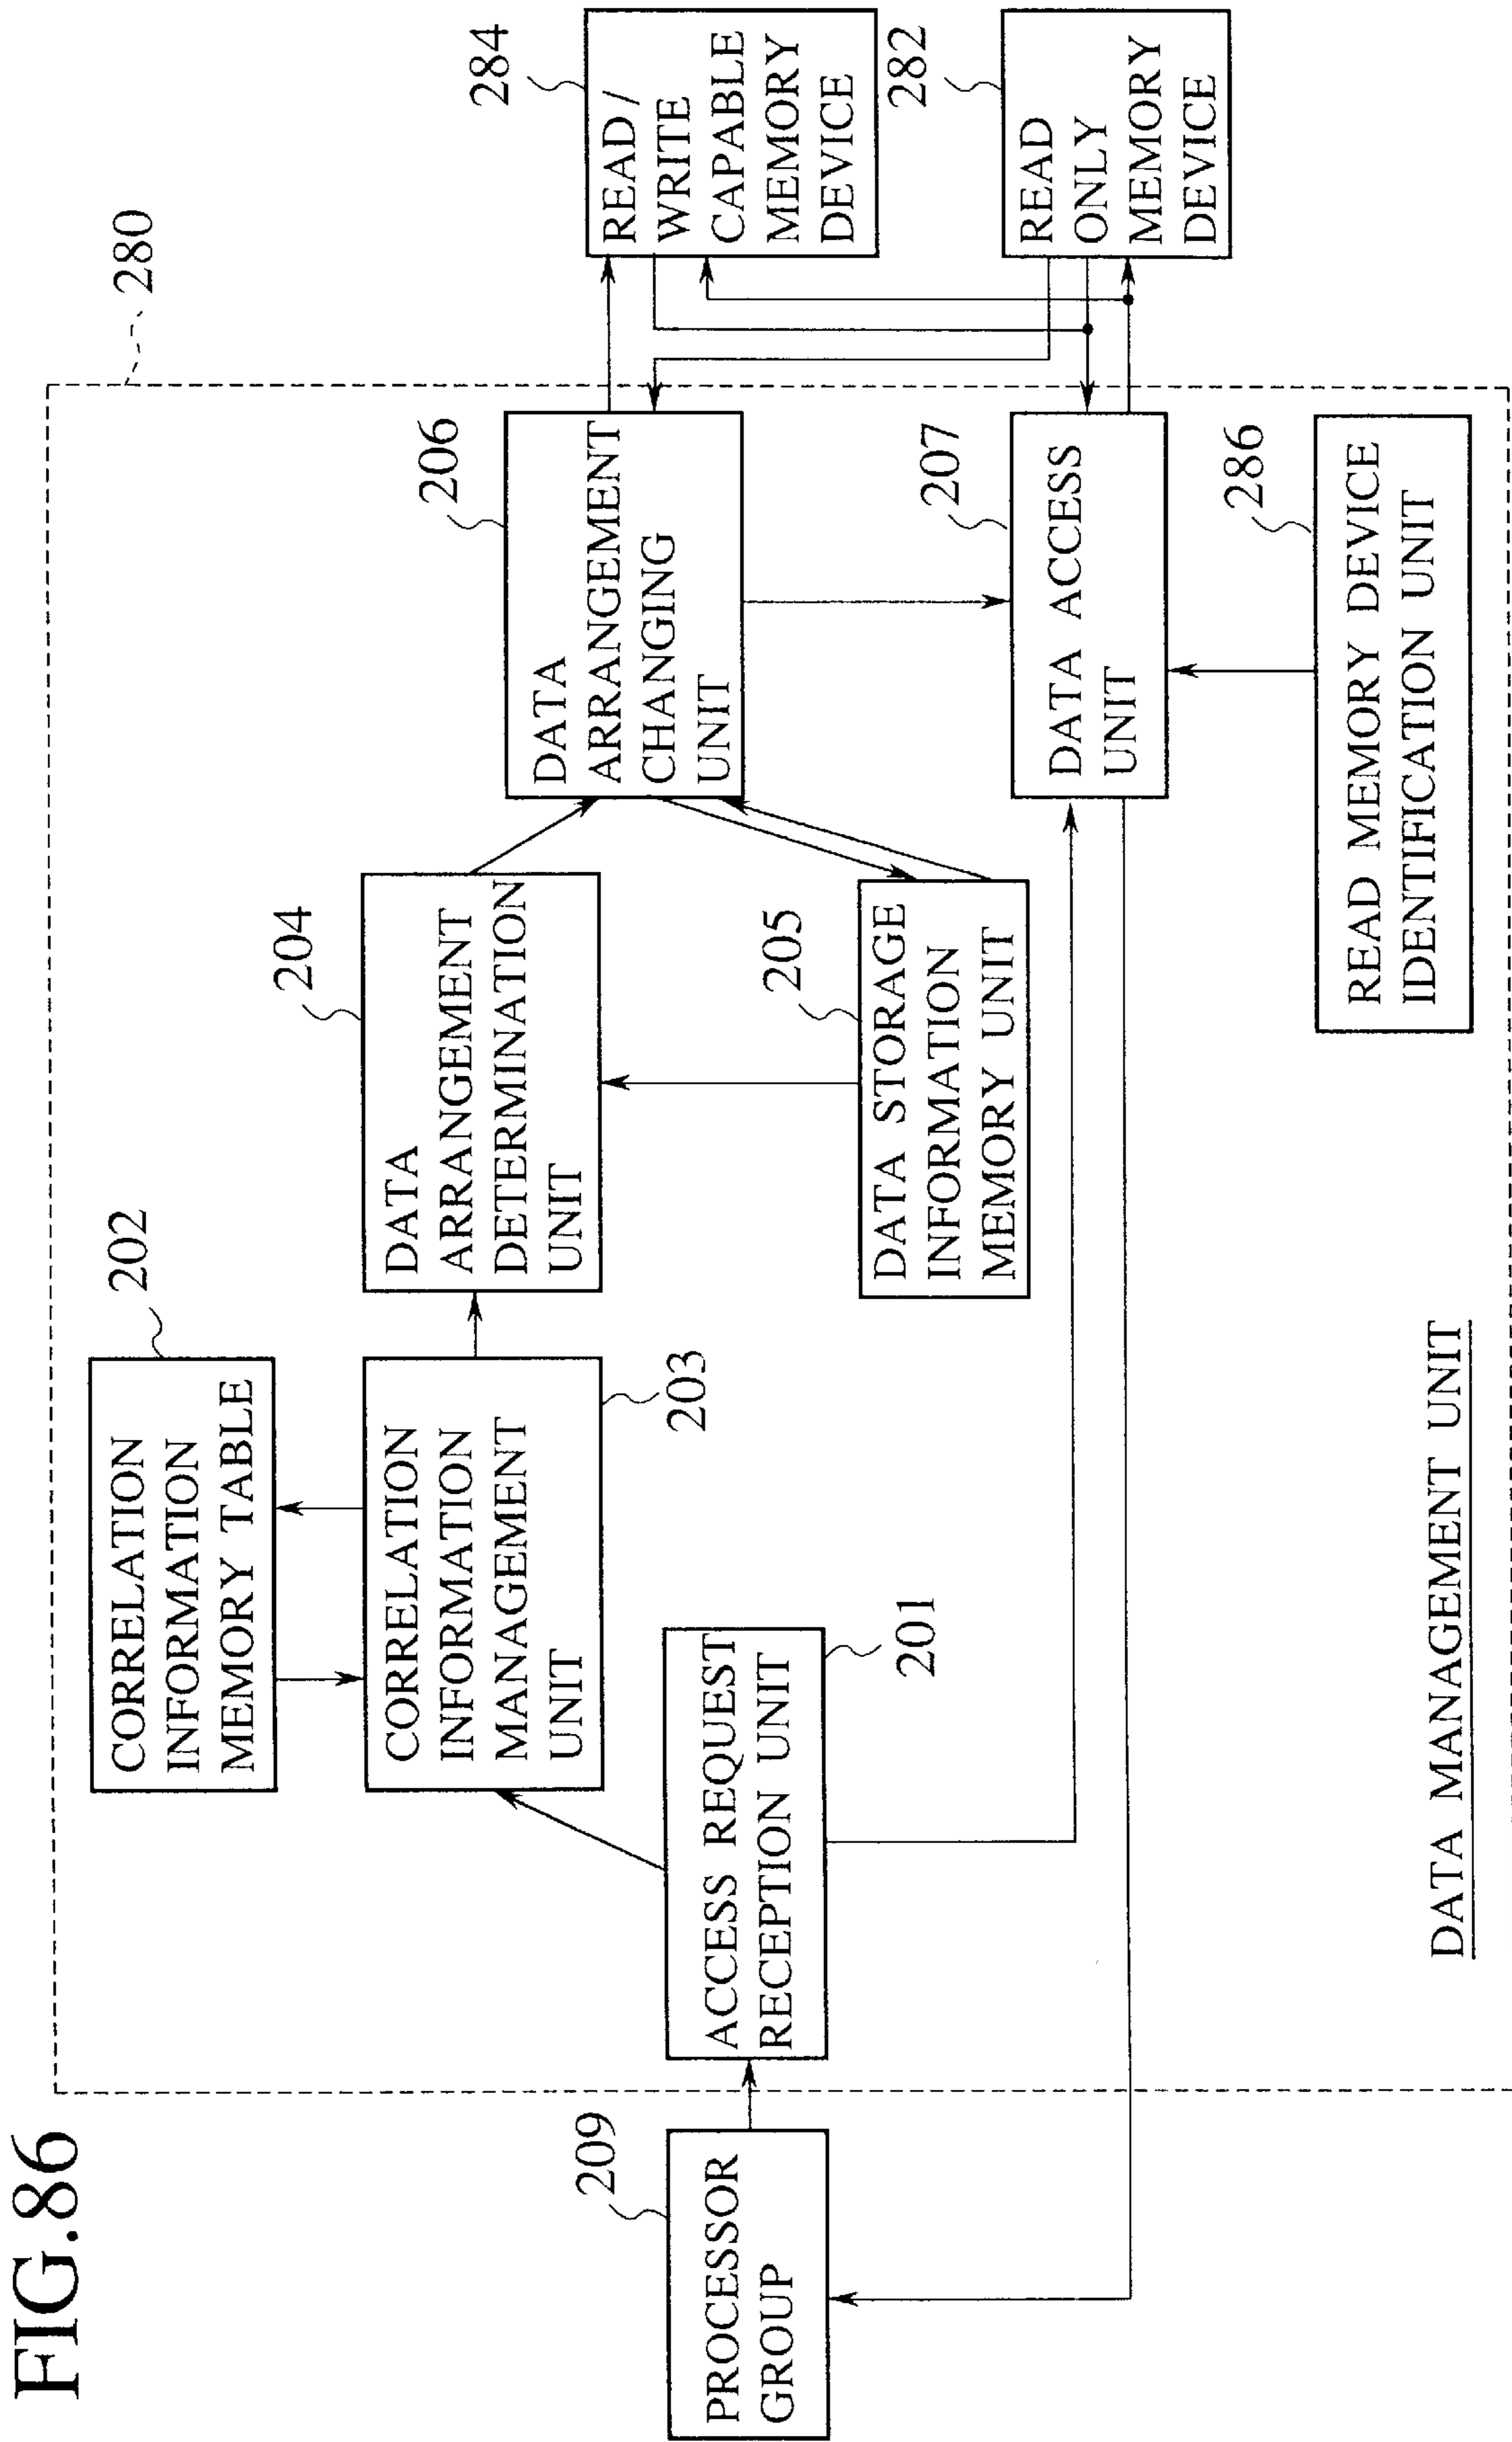 FIG.86
280
202
CORRELATION
INFORMATION
MEMORY TABLE
204
DATA
ARRANGEMENT
DETERMINATION
UNIT
206
DATA
ARRANGEMENT
CHANGING
UNIT
284
READ /
WRITE
CAPABLE
MEMORY
DEVICE
CORRELATION
INFORMATION
MANAGEMENT
UNIT
203
209
PROCESSOR
GROUP
ACCESS REQUEST
RECEPTION UNIT
201
205
DATA STORAGE
INFORMATION
MEMORY UNIT
207
DATA ACCESS
UNIT
282
READ
ONLY
MEMORY
DEVICE
286
READ MEMORY DEVICE
IDENTIFICATION UNIT
DATA MANAGEMENT UNIT